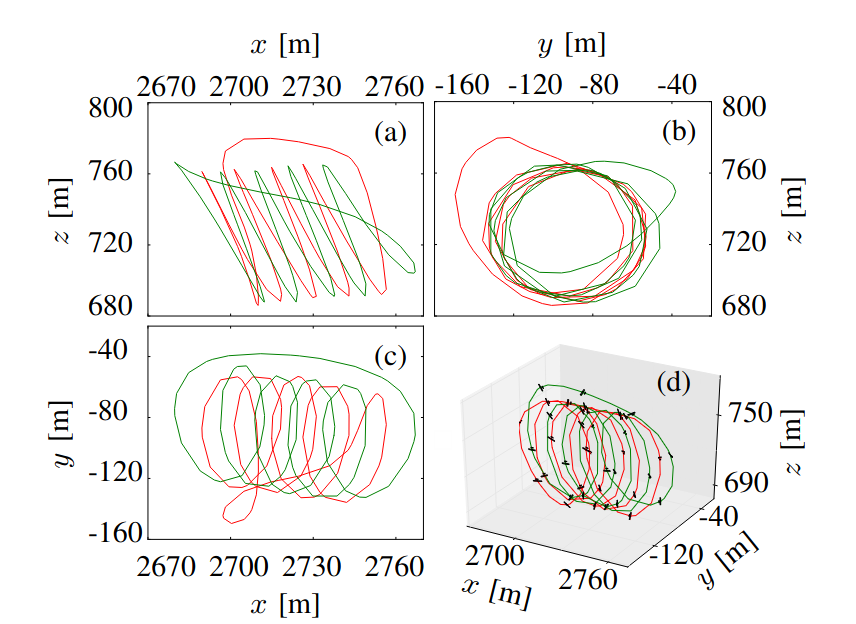 x [m] y [m]
2670 2700 2730 2760 -160 -120 -80 -40
800 (a) (b) 800
760 760
z [m] z [m]
720 720
680 680
-40 (c) (d)
-80 750
y [m] z [m]
-120 690
-40
-160 2700 -120 y [m]
2670 2700 2730 2760 x [m] 2760
x [m]